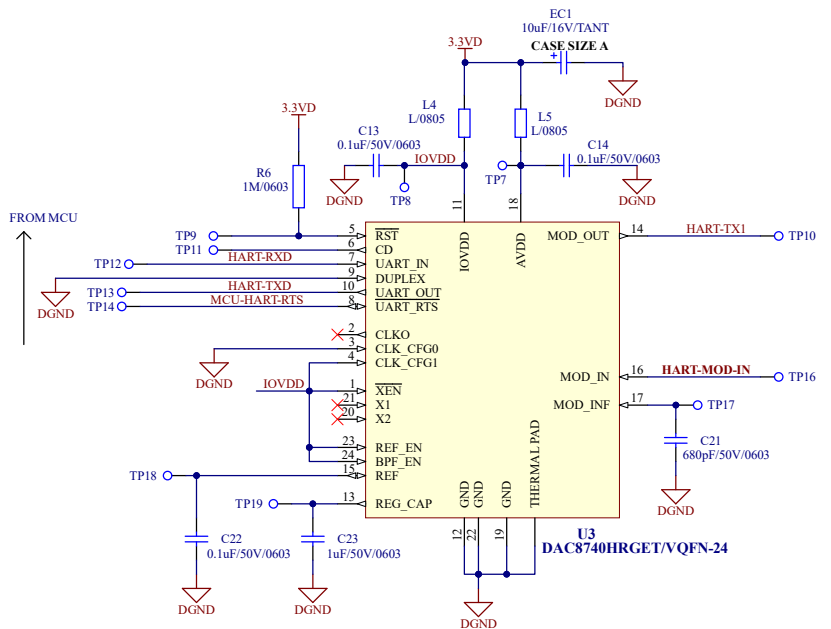 EC1
10uF/16V/TANT
CASE SIZE A
+
3.3VD
DGND
L4
L/0805
L5
L/0805
3.3VD
C13
0.1uF/50V/0603
IOVDD
C14
0.1uF/50V/0603
R6
1M/0603
DGND
TP8
TP7
DGND
11
18
FROM MCU
TP9
5
RST
IOVDD
AVDD
MOD_OUT
14
HART-TX1
TP10
TP11
6
CD
TP12
HART-RXD
7
UART_IN
9
DUPLEX
DGND
TP13
HART-TXD
10
UART_OUT
TP14
MCU-HART-RTS
8
UART_RTS
2
CLKO
3
CLK_CFG0
DGND
4
CLK_CFG1
IOVDD
1
XEN
MOD_IN
16
HART-MOD-IN
TP16
21
X1
MOD_INF
17
TP17
20
X2
C21
680pF/50V/0603
DGND
23
REF_EN
24
BPF_EN
TP18
15
REF
TP19
13
REG_CAP
GND
GND
GND
THERMAL PAD
12
22
19
U3
DAC8740HRGET/VQFN-24
C22
0.1uF/50V/0603
C23
1uF/50V/0603
DGND
DGND
DGND